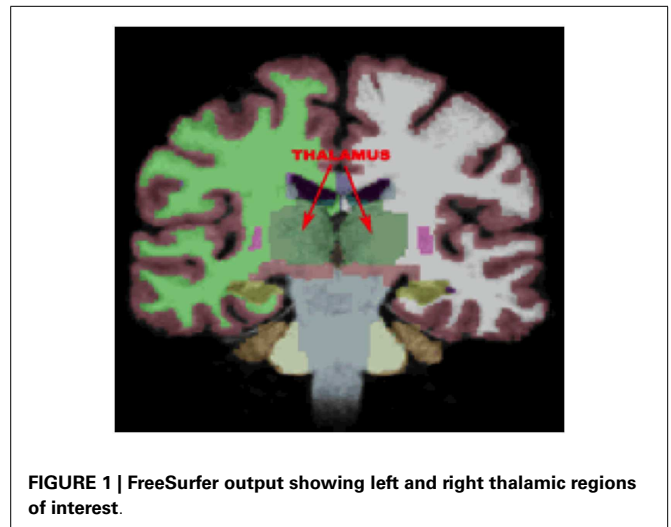 THALAMUS
FIGURE 1 | FreeSurfer output showing left and right thalamic regions
of interest.